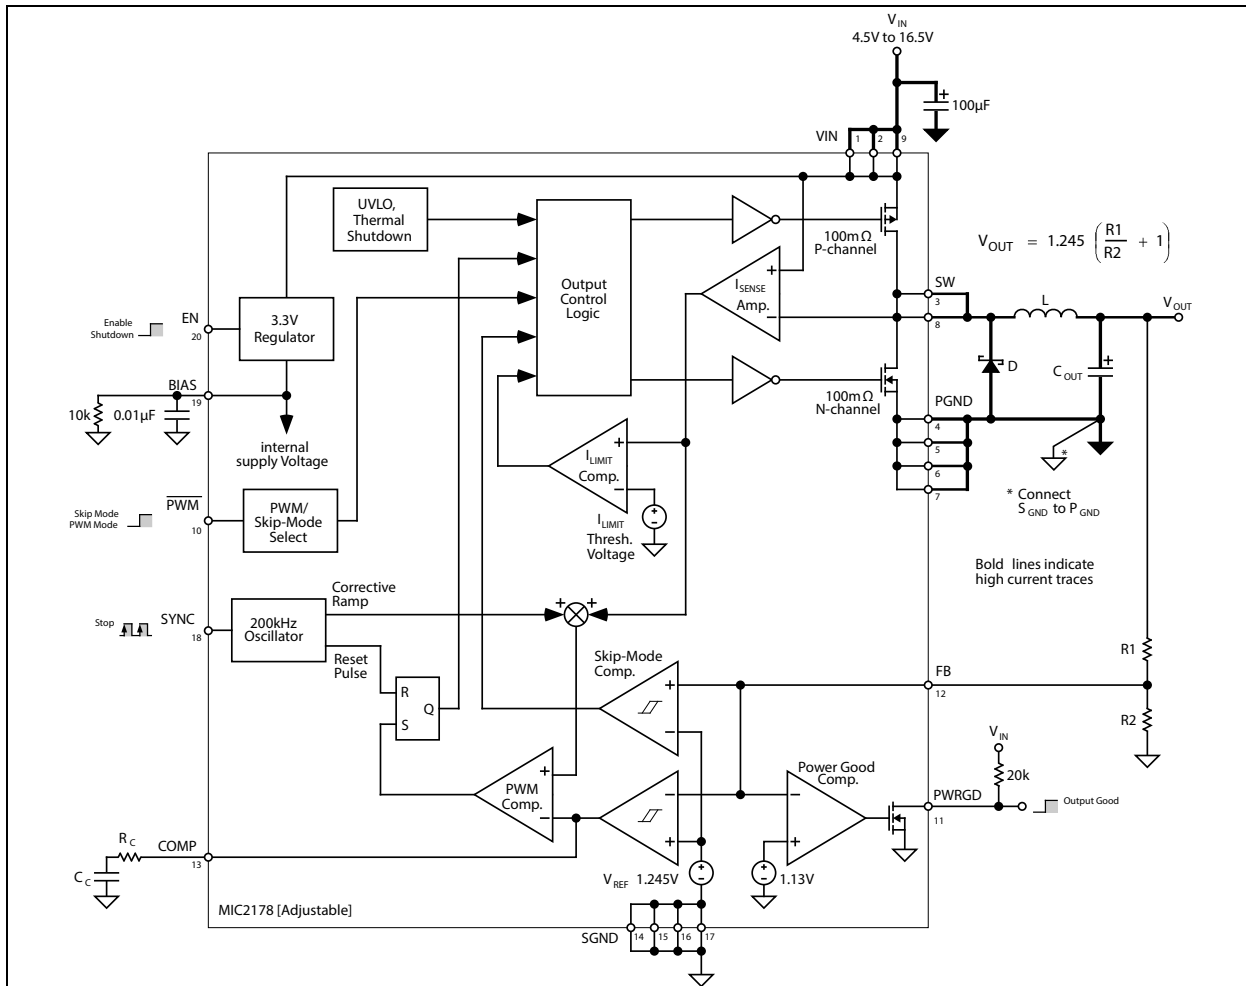 V_IN
4.5V to 16.5V
+
100µF
VIN
1
2
9
UVLO,
Thermal
Shutdown
Output
Control
Logic
100mΩ
P-channel
V_OUT = 1.245 (R1/R2 + 1)
I_SENSE
Amp.
+
−
SW
3
8
L
V_OUT
Enable
Shutdown
EN
20
3.3V
Regulator
D
C_OUT
+
BIAS
19
10k
0.01µF
internal
supply Voltage
100mΩ
N-channel
PGND
4
5
6
7
*
* Connect
S_GND to P_GND
I_LIMIT
Comp.
+
−
I_LIMIT
Thresh.
Voltage
+
−
Skip Mode
PWM Mode
P̅W̅M̅
10
PWM/
Skip-Mode
Select
Bold lines indicate
high current traces
Corrective
Ramp
+
+
Stop
SYNC
18
200kHz
Oscillator
Reset
Pulse
Skip-Mode
Comp.
+
−
R
S
Q
FB
12
R1
R2
PWM
Comp.
+
−
−
+
Power Good
Comp.
−
+
V_IN
20k
PWRGD
11
Output Good
R_C
C_C
COMP
13
V_REF 1.245V
+
−
+
−
1.13V
MIC2178 [Adjustable]
SGND
14
15
16
17